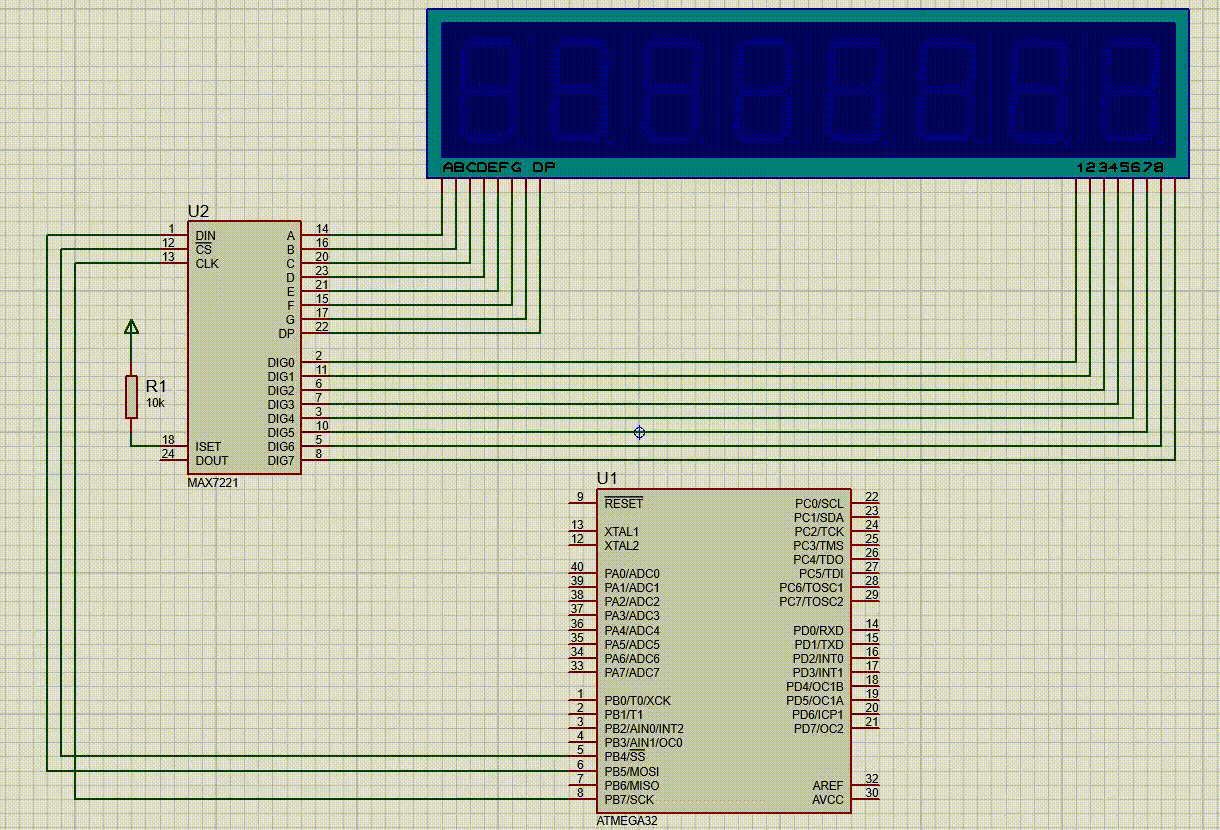 ABCDEFG DP 12345678
U2
1 DIN A 14
12 CS B 16
13 CLK C 20
D 23
E 21
F 15
G 17
DP 22
DIG0 2
DIG1 11
DIG2 6
DIG3 7
DIG4 3
DIG5 10
18 ISET DIG6 5
24 DOUT DIG7 8
MAX7221
R1
10k
U1
9 RESET PC0/SCL 22
PC1/SDA 23
13 XTAL1 PC2/TCK 24
12 XTAL2 PC3/TMS 25
PC4/TDO 26
40 PA0/ADC0 PC5/TDI 27
39 PA1/ADC1 PC6/TOSC1 28
38 PA2/ADC2 PC7/TOSC2 29
37 PA3/ADC3
36 PA4/ADC4 PD0/RXD 14
35 PA5/ADC5 PD1/TXD 15
34 PA6/ADC6 PD2/INT0 16
33 PA7/ADC7 PD3/INT1 17
PD4/OC1B 18
1 PB0/T0/XCK PD5/OC1A 19
2 PB1/T1 PD6/ICP1 20
3 PB2/AIN0/INT2 PD7/OC2 21
4 PB3/AIN1/OC0
5 PB4/SS
6 PB5/MOSI
7 PB6/MISO AREF 32
8 PB7/SCK AVCC 30
ATMEGA32